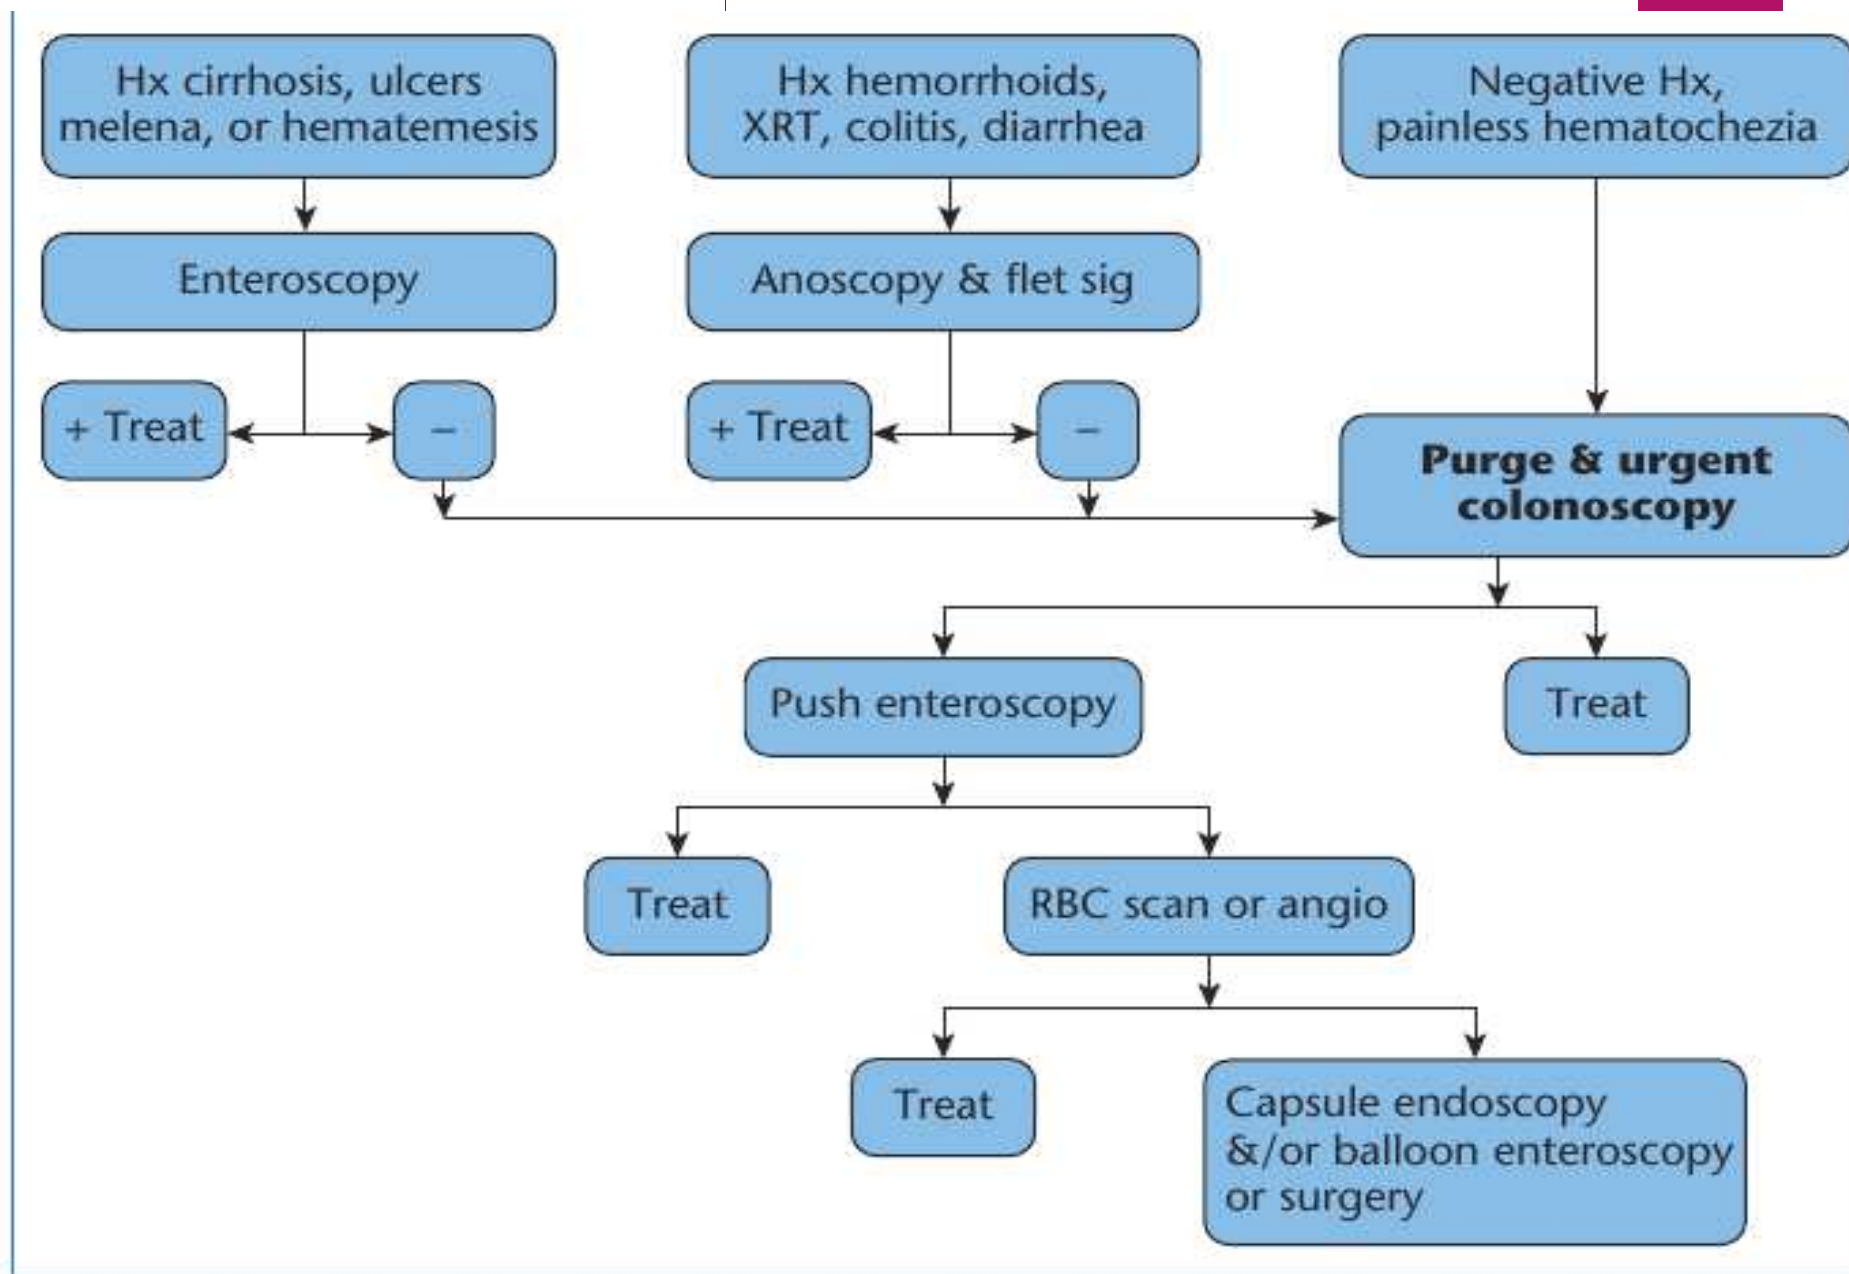 Hx cirrhosis, ulcers
melena, or hematemesis
Hx hemorrhoids,
XRT, colitis, diarrhea
Negative Hx,
painless hematochezia
Enteroscopy
Anoscopy & flet sig
+ Treat
–
+ Treat
–
Purge & urgent
colonoscopy
Push enteroscopy
Treat
Treat
RBC scan or angio
Treat
Capsule endoscopy
&/or balloon enteroscopy
or surgery